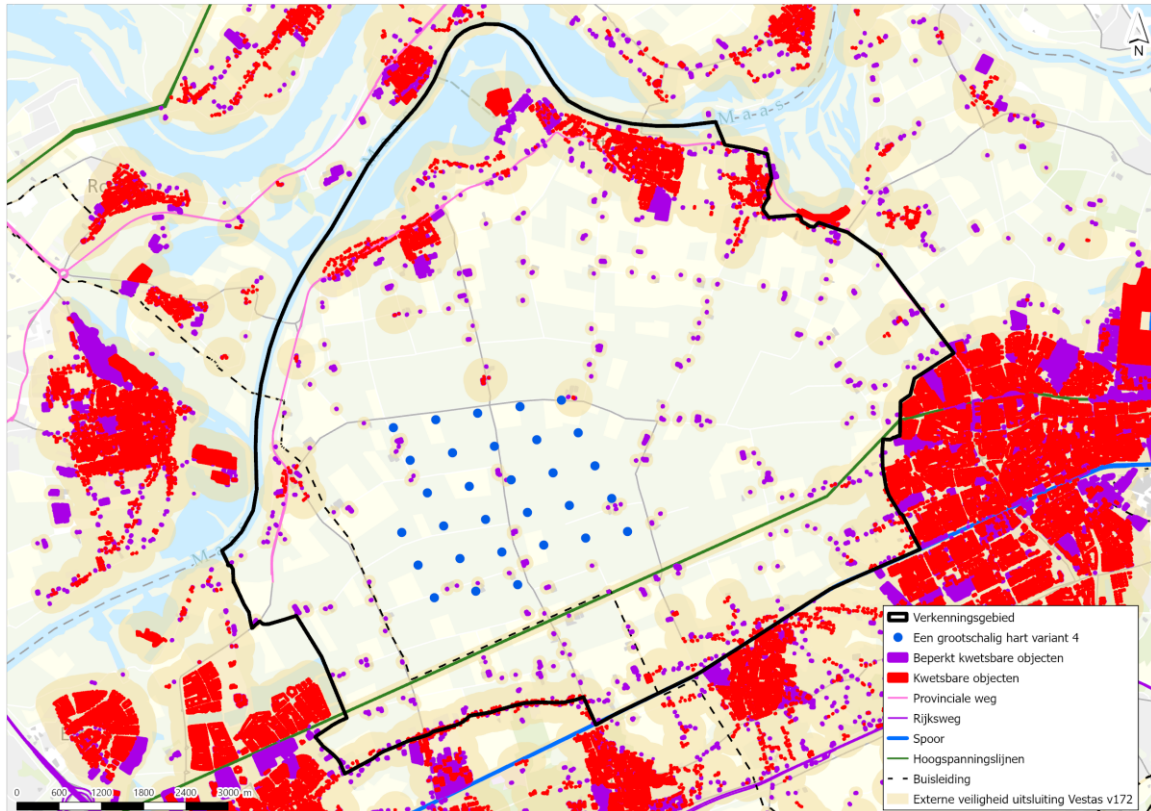 N
M-a-a-s
Verkenningsgebied
Een grootschalig hart variant 4
Beperkt kwetsbare objecten
Kwetsbare objecten
Provinciale weg
Rijksweg
Spoor
Hoogspanningslijnen
Buisleiding
Externe veiligheid uitsluiting Vestas v172
0 600 1200 1800 2400 3000 m